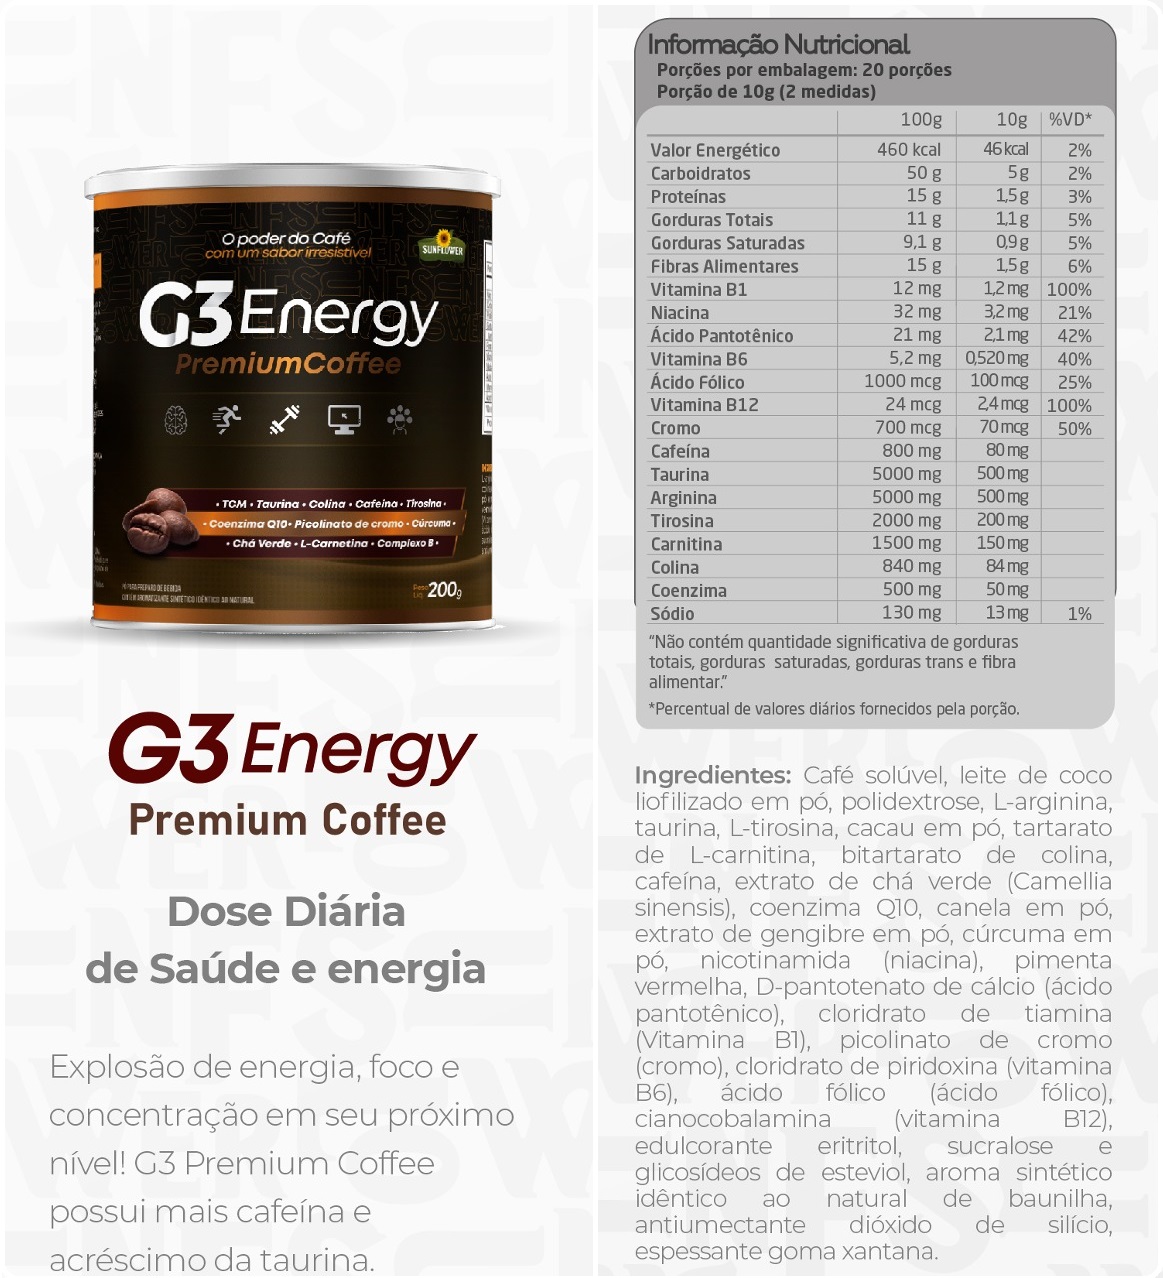 O poder do Café
com um sabor irresistível
SUNFLOWER
G3 Energy
PremiumCoffee
• TCM • Taurina • Colina • Cafeína • Tirosina •
• Coenzima Q10 • Picolinato de cromo • Cúrcuma •
• Chá Verde • L-Carnetina • Complexo B •
PÓ PARA PREPARO DE BEBIDA
CONTÉM AROMATIZANTE SINTÉTICO IDÊNTICO AO NATURAL
Peso Líq. 200g
G3 Energy
Premium Coffee
Dose Diária
de Saúde e energia
Explosão de energia, foco e
concentração em seu próximo
nível! G3 Premium Coffee
possui mais cafeína e
acréscimo da taurina.
Informação Nutricional
Porções por embalagem: 20 porções
Porção de 10g (2 medidas)
100g 10g %VD*
Valor Energético 460 kcal 46 kcal 2%
Carboidratos 50 g 5 g 2%
Proteínas 15 g 1,5 g 3%
Gorduras Totais 11 g 1,1 g 5%
Gorduras Saturadas 9,1 g 0,9 g 5%
Fibras Alimentares 15 g 1,5 g 6%
Vitamina B1 12 mg 1,2 mg 100%
Niacina 32 mg 3,2 mg 21%
Ácido Pantotênico 21 mg 2,1 mg 42%
Vitamina B6 5,2 mg 0,520 mg 40%
Ácido Fólico 1000 mcg 100 mcg 25%
Vitamina B12 24 mcg 2,4 mcg 100%
Cromo 700 mcg 70 mcg 50%
Cafeína 800 mg 80 mg
Taurina 5000 mg 500 mg
Arginina 5000 mg 500 mg
Tirosina 2000 mg 200 mg
Carnitina 1500 mg 150 mg
Colina 840 mg 84 mg
Coenzima 500 mg 50 mg
Sódio 130 mg 13 mg 1%
“Não contém quantidade significativa de gorduras
totais, gorduras saturadas, gorduras trans e fibra
alimentar.”
*Percentual de valores diários fornecidos pela porção.
Ingredientes: Café solúvel, leite de coco
liofilizado em pó, polidextrose, L-arginina,
taurina, L-tirosina, cacau em pó, tartarato
de L-carnitina, bitartarato de colina,
cafeína, extrato de chá verde (Camellia
sinensis), coenzima Q10, canela em pó,
extrato de gengibre em pó, cúrcuma em
pó, nicotinamida (niacina), pimenta
vermelha, D-pantotenato de cálcio (ácido
pantotênico), cloridrato de tiamina
(Vitamina B1), picolinato de cromo
(cromo), cloridrato de piridoxina (vitamina
B6), ácido fólico (ácido fólico),
cianocobalamina (vitamina B12),
edulcorante eritritol, sucralose e
glicosídeos de esteviol, aroma sintético
idêntico ao natural de baunilha,
antiumectante dióxido de silício,
espessante goma xantana.